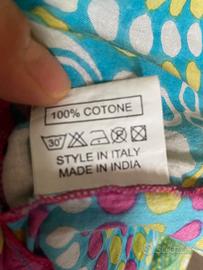 100% COTONE
30°
STYLE IN ITALY
MADE IN INDIA